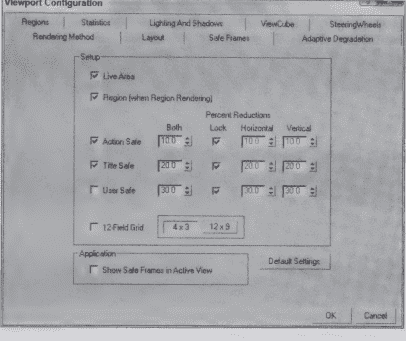 Viewport Configuration
Regions Statistics Lighting And Shadows ViewCube SteeringWheels
Rendering Method Layout Safe Frames Adaptive Degradation
Setup
Live Area
Region (when Region Rendering)
Percent Reductions
Both Lock Horizontal Vertical
Action Safe 10.0 10.0 10.0
Title Safe 20.0 20.0 20.0
User Safe 30.0 30.0 30.0
12-Field Grid 4 x 3 12 x 9
Application
Show Safe Frames in Active View
Default Settings
OK Cancel